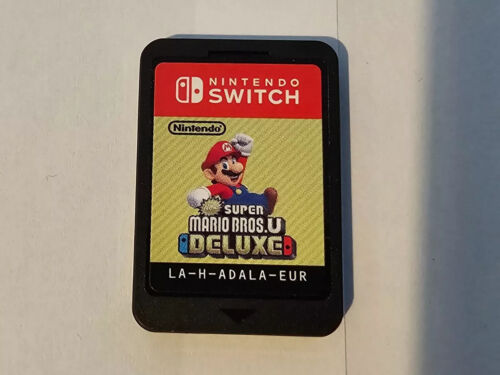 NINTENDO
SWITCH
Nintendo
New
SUPER
MARIO BROS.U
DELUXE
LA-H-ADALA-EUR